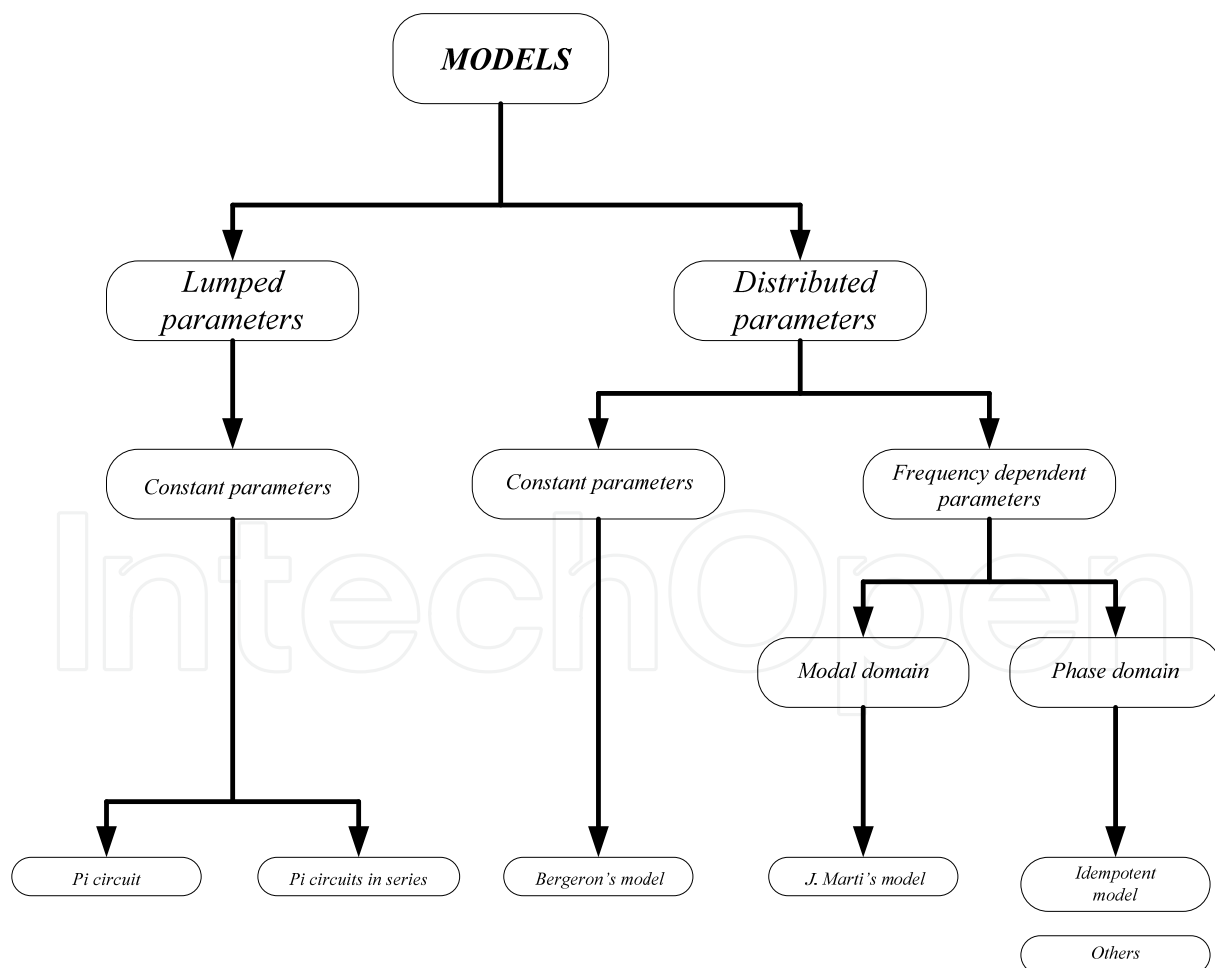 MODELS
Lumped
parameters
Distributed
parameters
Constant parameters
Constant parameters
Frequency dependent
parameters
IntechOpen
Modal domain
Phase domain
Pi circuit
Pi circuits in series
Bergeron's model
J. Marti's model
Idempotent
model
Others